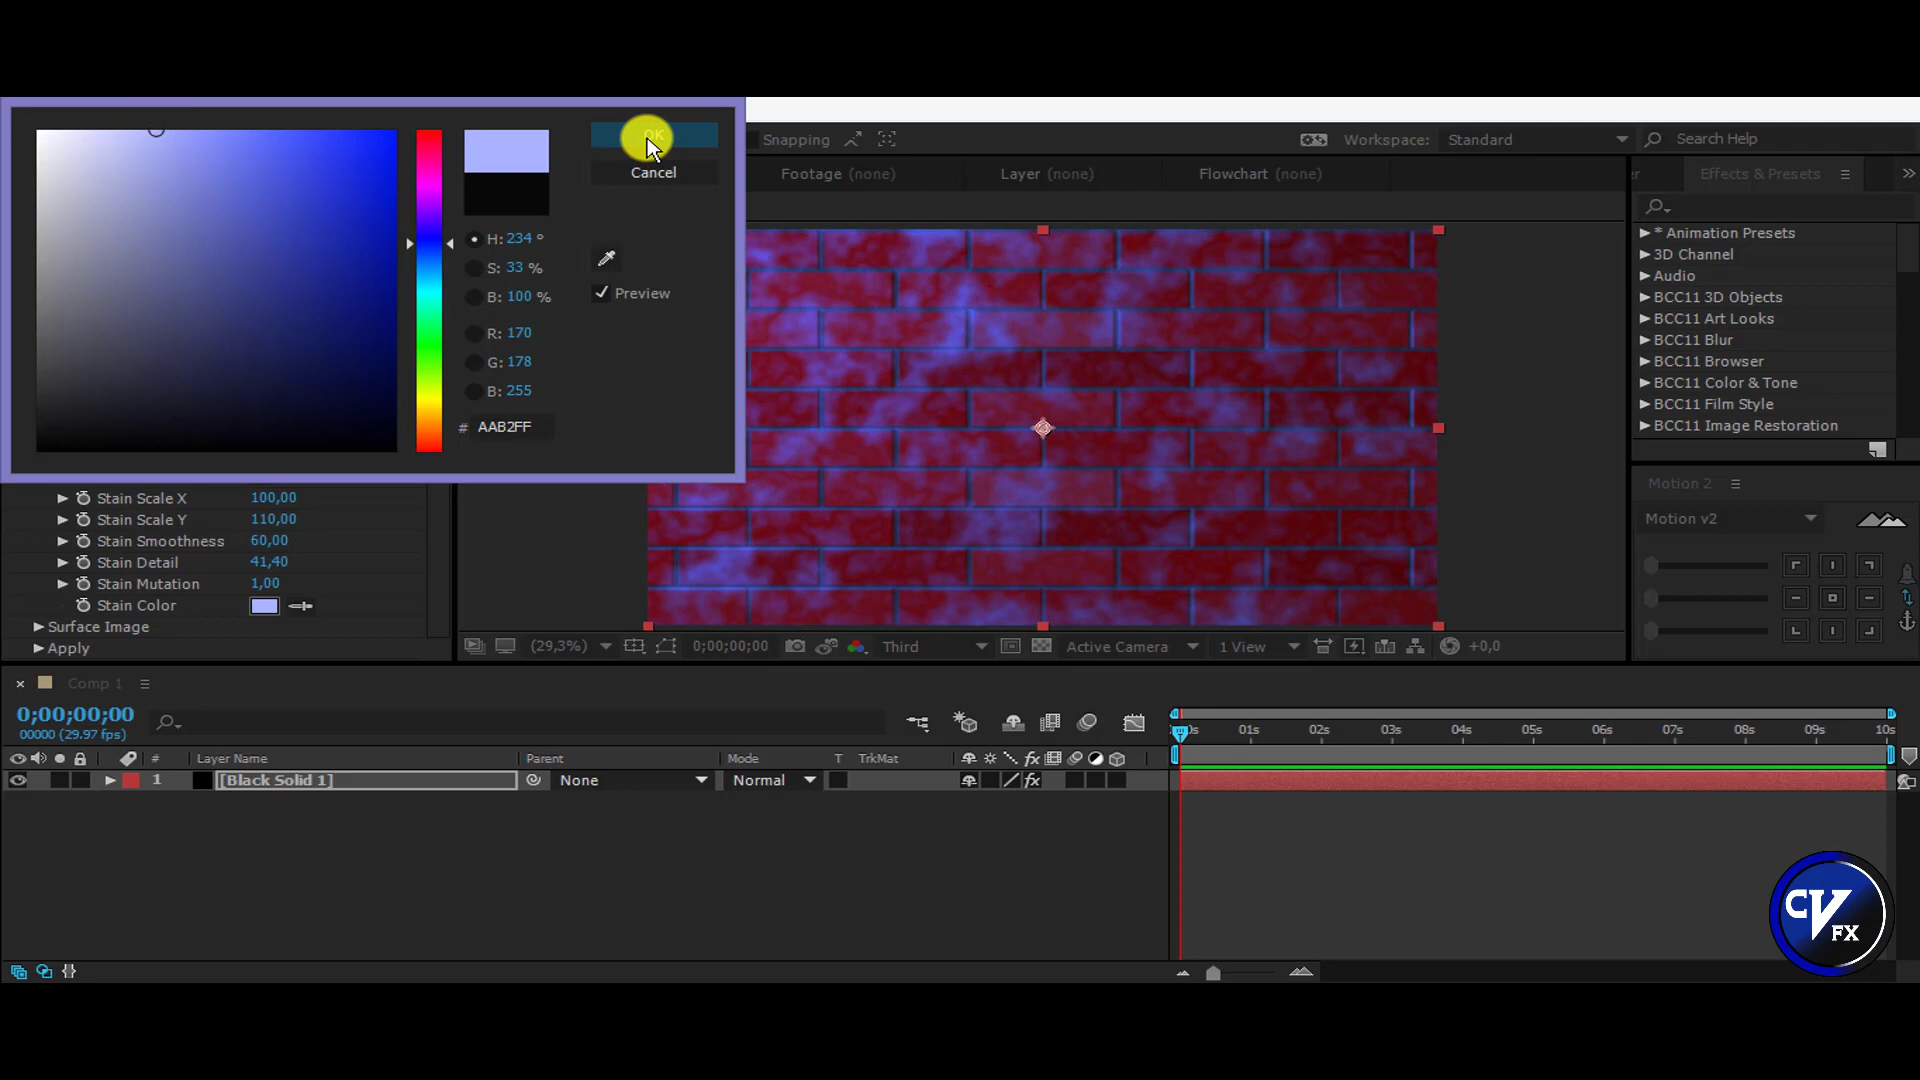 OK
Cancel
H: 234 °
S: 33 %
B: 100 %
Preview
R: 170
G: 178
B: 255
# AAB2FF
Snapping
Workspace: Standard
Search Help
Footage (none)
Layer (none)
Flowchart (none)
Effects & Presets
* Animation Presets
3D Channel
Audio
BCC11 3D Objects
BCC11 Art Looks
BCC11 Blur
BCC11 Browser
BCC11 Color & Tone
BCC11 Film Style
BCC11 Image Restoration
Motion 2
Motion v2
Stain Scale X 100,00
Stain Scale Y 110,00
Stain Smoothness 60,00
Stain Detail 41,40
Stain Mutation 1,00
Stain Color
Surface Image
Apply
(29,3%)
0;00;00;00
Third
Active Camera
1 View
+0,0
Comp 1
0;00;00;00
00000 (29.97 fps)
01s 02s 03s 04s 05s 06s 07s 08s 09s 10s
# Layer Name Parent Mode T TrkMat
1 [Black Solid 1] None Normal
CV FX